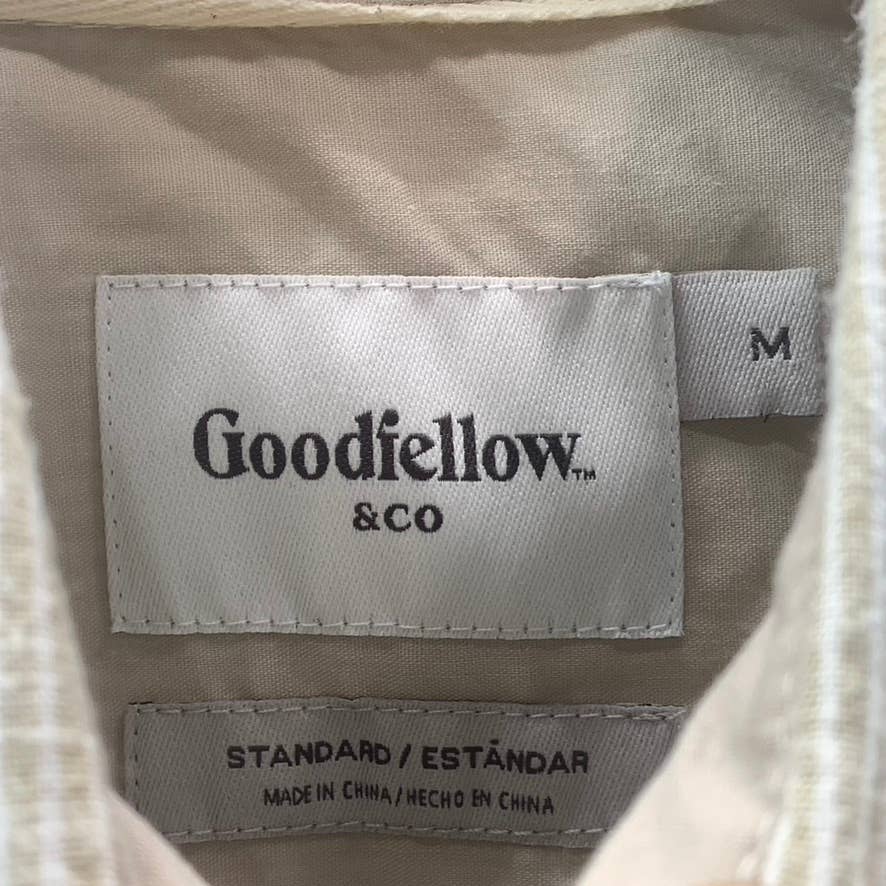 Goodfellow™
&CO
M
STANDARD / ESTÁNDAR
MADE IN CHINA / HECHO EN CHINA